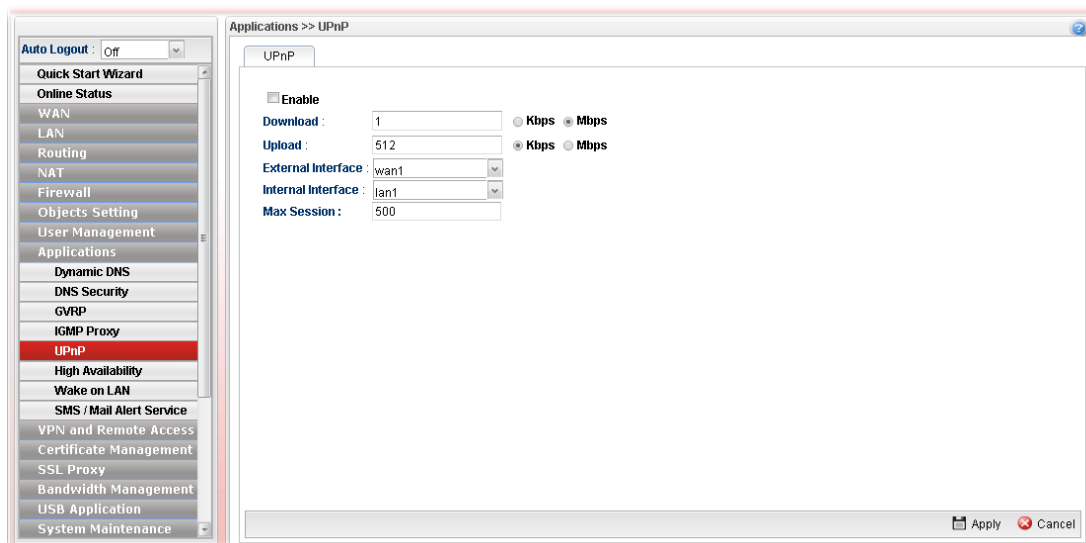 Applications >> UPnP
Auto Logout : Off
Quick Start Wizard
Online Status
WAN
LAN
Routing
NAT
Firewall
Objects Setting
User Management
Applications
Dynamic DNS
DNS Security
GVRP
IGMP Proxy
UPnP
High Availability
Wake on LAN
SMS / Mail Alert Service
VPN and Remote Access
Certificate Management
SSL Proxy
Bandwidth Management
USB Application
System Maintenance
UPnP
Enable
Download : 1 Kbps Mbps
Upload : 512 Kbps Mbps
External Interface : wan1
Internal Interface : lan1
Max Session : 500
Apply Cancel